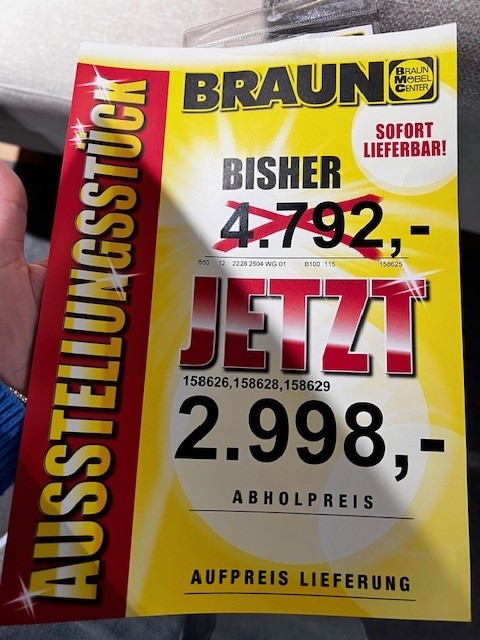 AUSSTELLUNGSSTÜCK
BRAUN
BRAUN
MÖBEL
CENTER
SOFORT
LIEFERBAR!
BISHER
4.792,-
550 12 2228 2504 WG 01 B100 115 158625
JETZT
158626,158628,158629
2.998,-
ABHOLPREIS
AUFPREIS LIEFERUNG